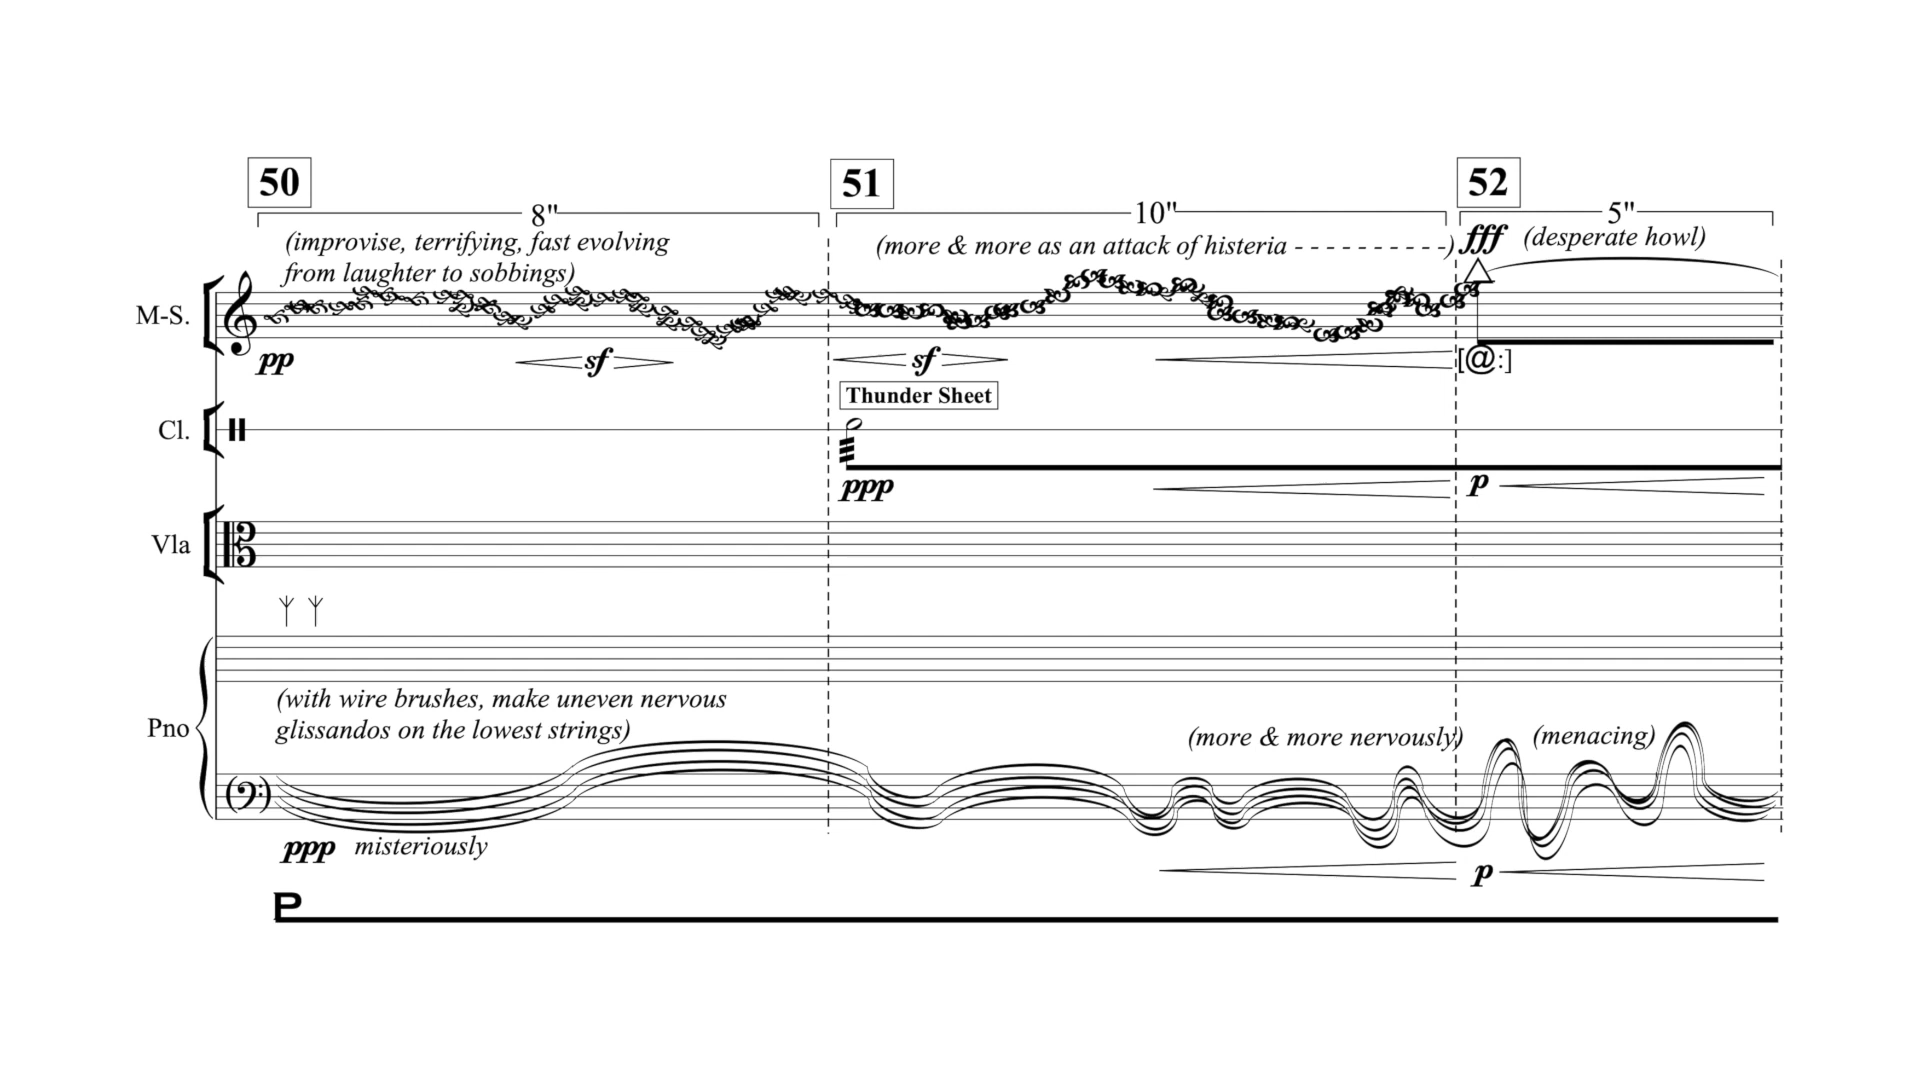 50
51
52
8"
10"
5"
(improvise, terrifying, fast evolving
from laughter to sobbings)
(more & more as an attack of histeria - - - - - - - - - -)
fff (desperate howl)
M-S.
pp
sf
sf
[@:]
Thunder Sheet
Cl.
ppp
p
Vla
Pno
(with wire brushes, make uneven nervous
glissandos on the lowest strings)
(more & more nervously)
(menacing)
ppp misteriously
p
P